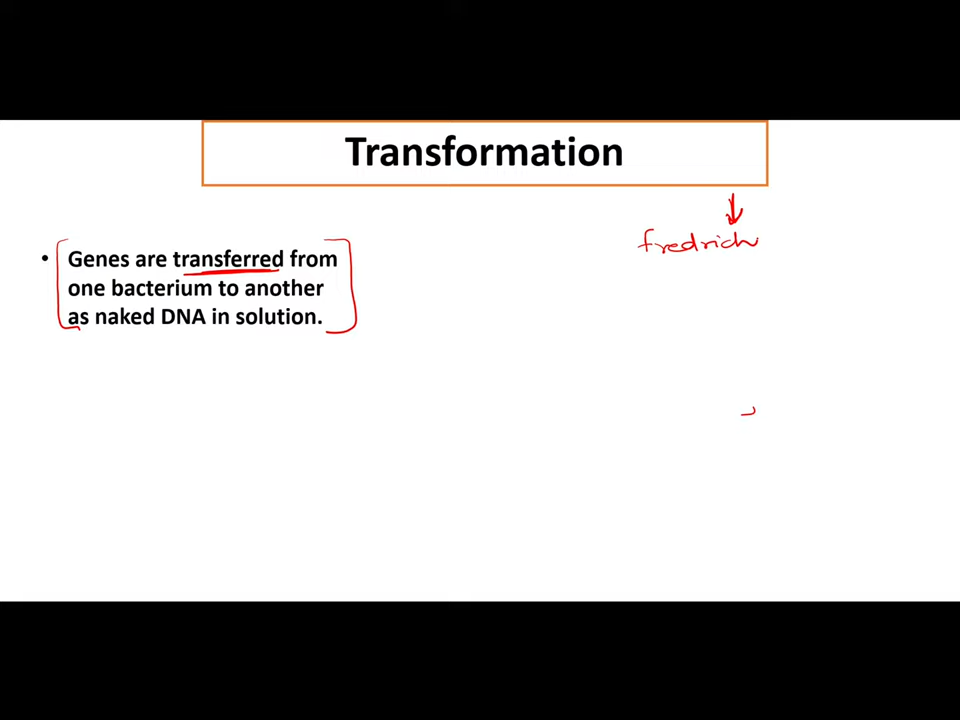 Transformation
fredrich
• Genes are transferred from
one bacterium to another
as naked DNA in solution.